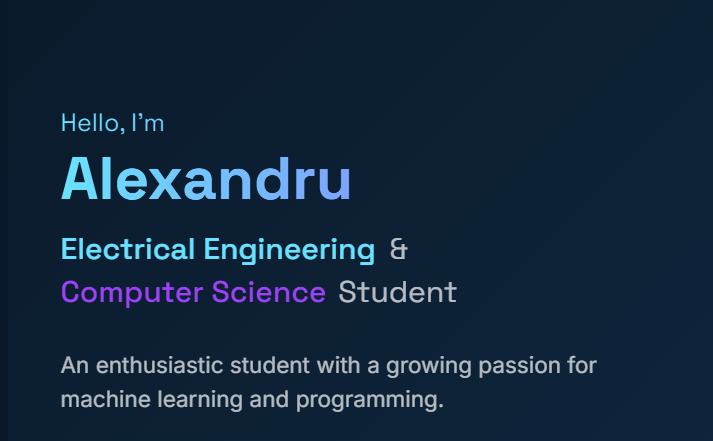 Hello, I’m
Alexandru
Electrical Engineering &
Computer Science Student
An enthusiastic student with a growing passion for
machine learning and programming.